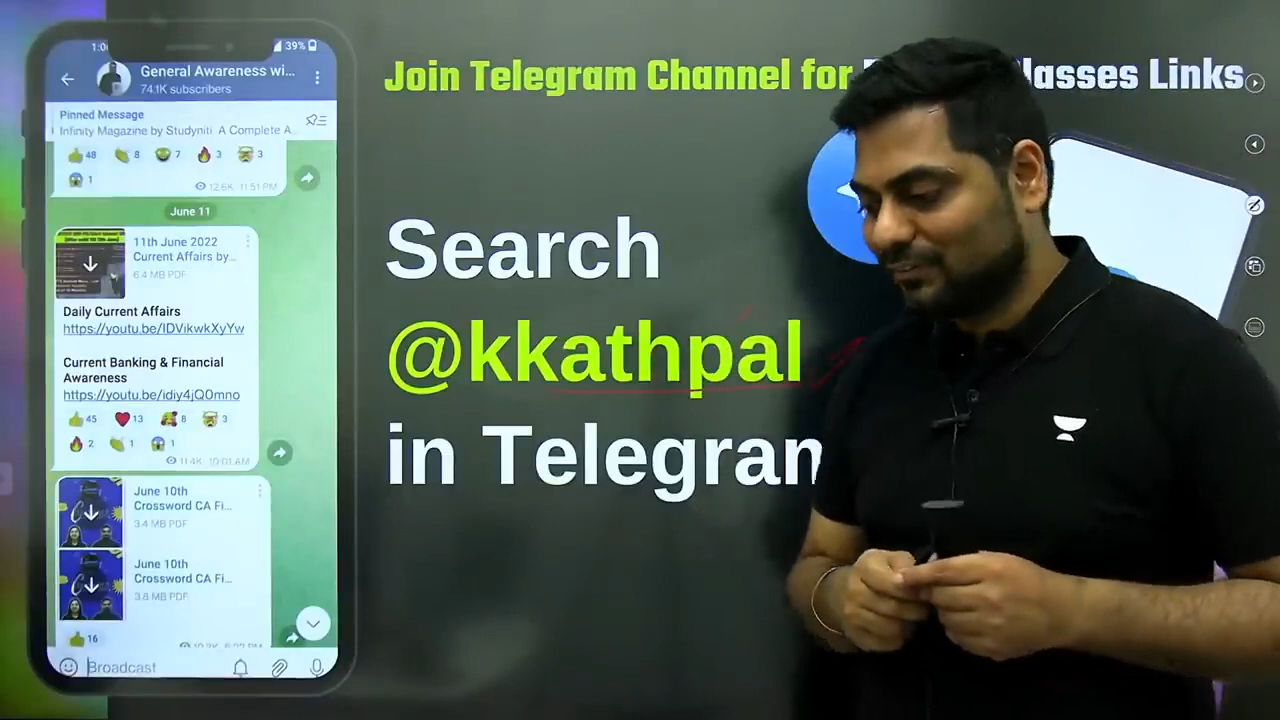 1:0
39%
General Awareness wi...
74.1K subscribers
Pinned Message
Infinity Magazine by Studyniti A Complete A...
48 8 7 3 3
1
12.6K 11:51 PM
June 11
11th June 2022
Current Affairs by...
6.4 MB PDF
Daily Current Affairs
https://youtu.be/IDVikwkXyYw
Current Banking & Financial
Awareness
https://youtu.be/idiy4jQ0mno
45 13 8 3
2 1 1
11.4K 10:01 AM
June 10th
Crossword CA Fi...
3.4 MB PDF
June 10th
Crossword CA Fi...
3.8 MB PDF
16
Broadcast
Join Telegram Channel for
lasses Links
Search
@kkathpal
in Telegram